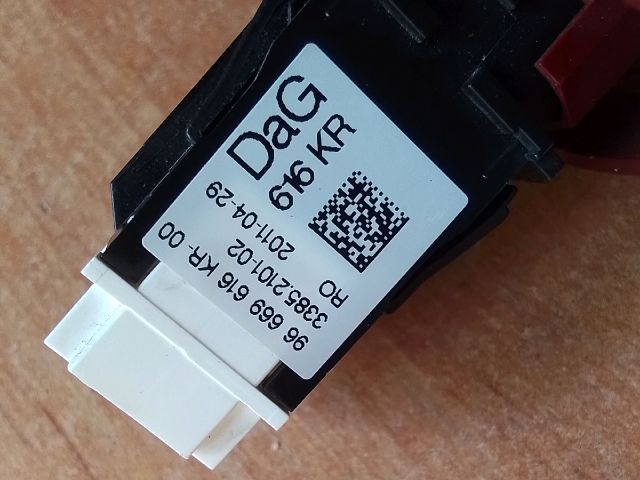 DaG
616 KR
2011-04-29
96 669 616 KR-00
3385.2101-02
RO